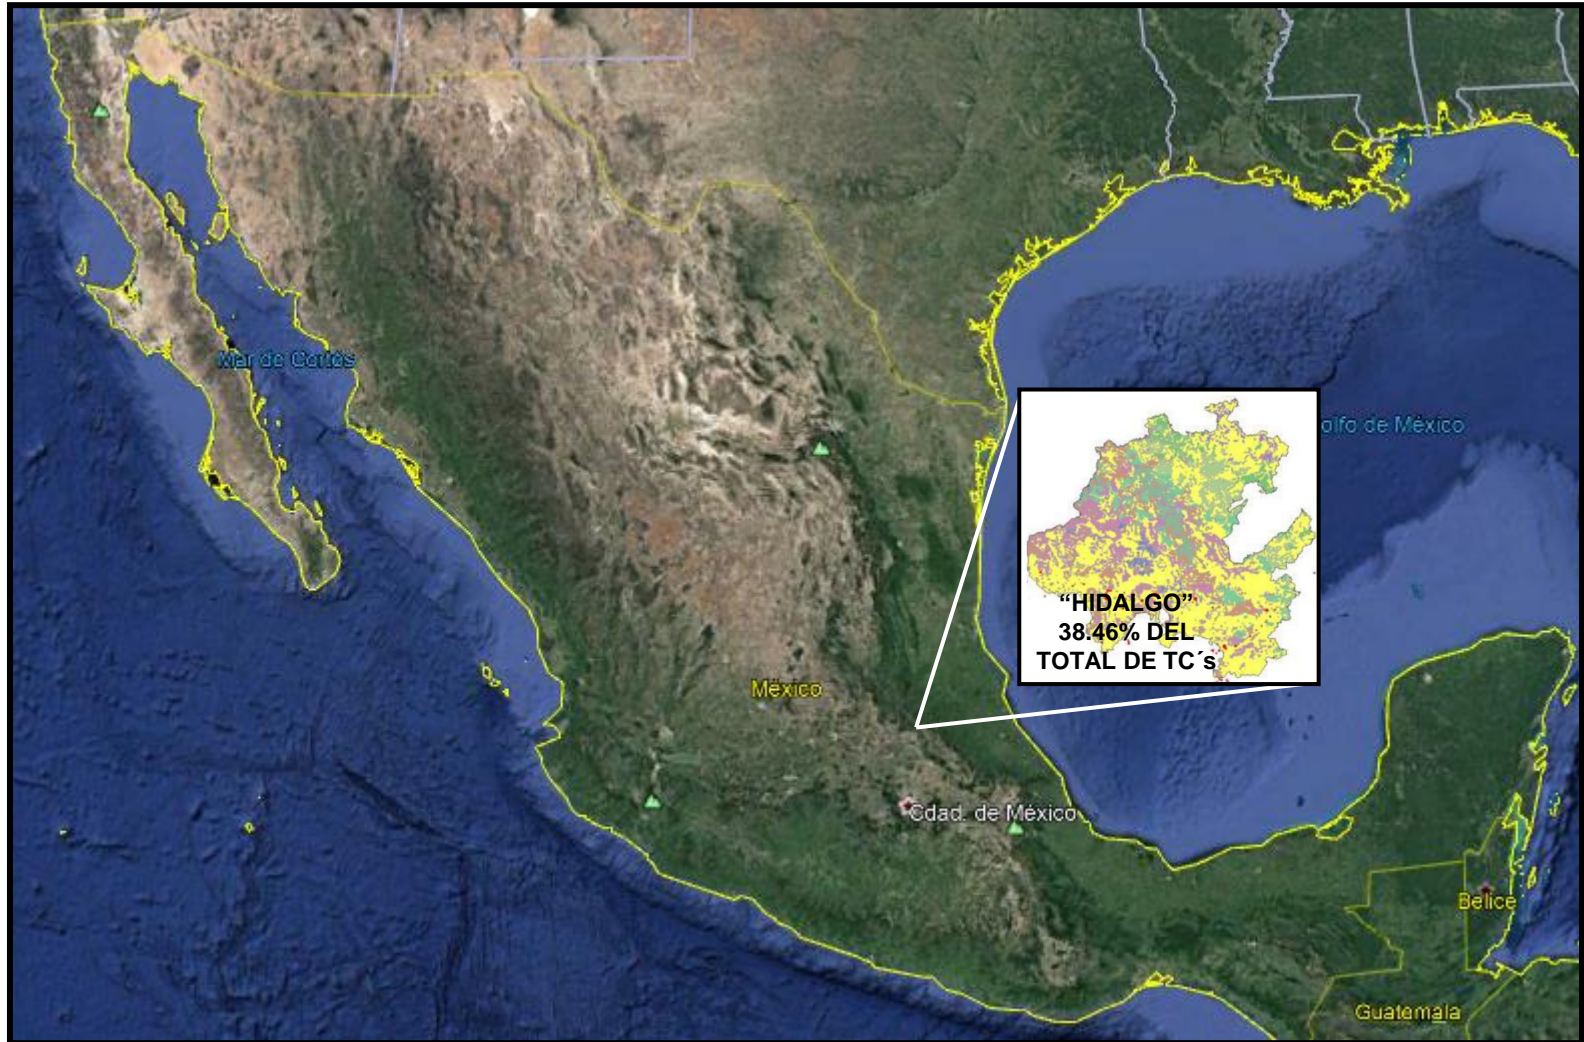 Mar de Cortés
olfo de México
“HIDALGO”
38.46% DEL
TOTAL DE TC´s
México
Cdad. de México
Belice
Guatemala